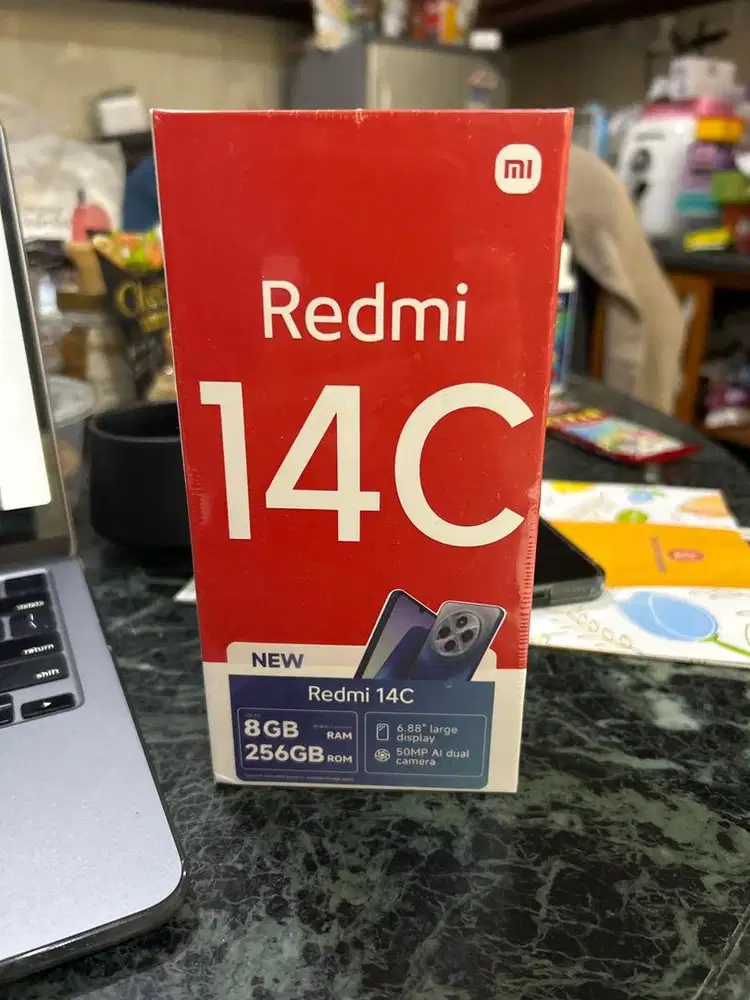 mi
Redmi
14C
NEW
Redmi 14C
8GB RAM
256GB ROM
6.88" large
display
50MP AI dual
camera
return
shift